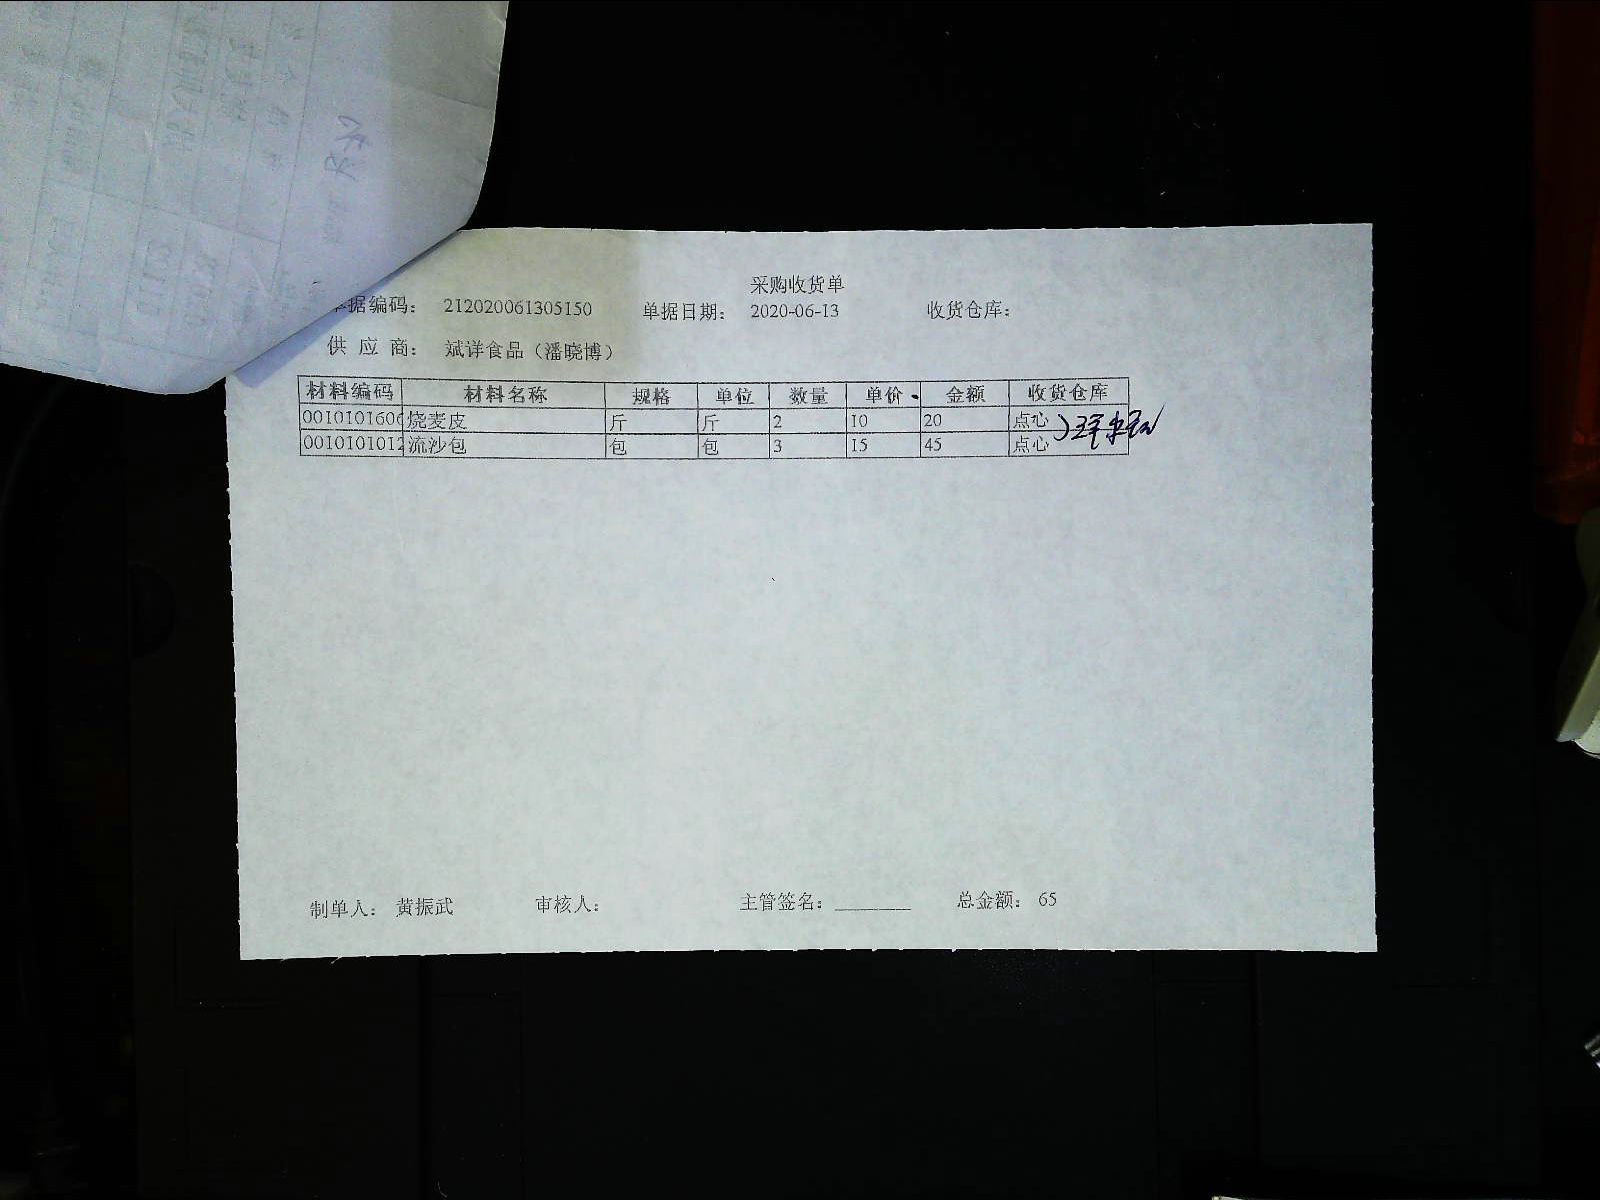 采购收货单
单据编码： 212020061305150 单据日期： 2020-06-13 收货仓库：
供 应 商： 斌详食品（潘晓博）
材料编码 材料名称 规格 单位 数量 单价 金额 收货仓库
0010101606 烧麦皮 斤 斤 2 10 20 点心
0010101012 流沙包 包 包 3 15 45 点心
制单人： 黄振武 审核人： 主管签名：________ 总金额： 65